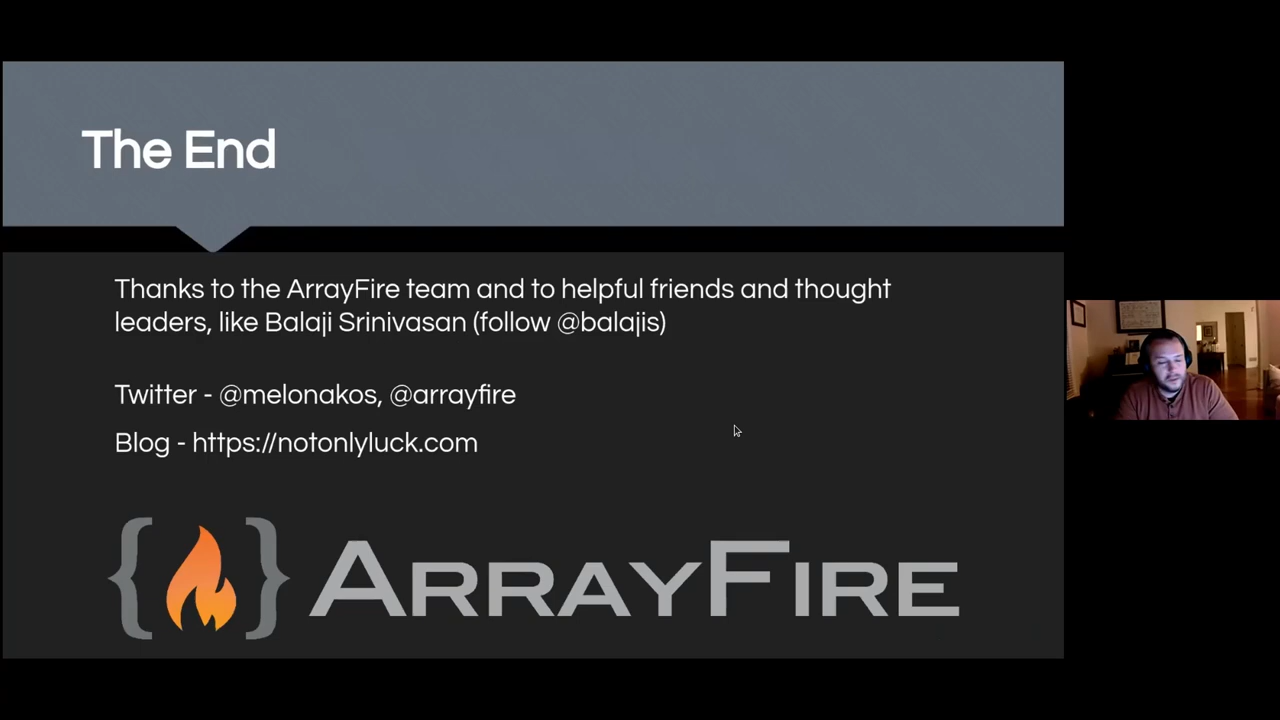 The End
Thanks to the ArrayFire team and to helpful friends and thought
leaders, like Balaji Srinivasan (follow @balajis)
Twitter - @melonakos, @arrayfire
Blog - https://notonlyluck.com
{ } ARRAYFIRE